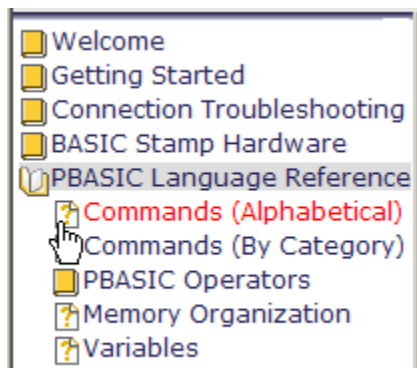 Welcome
Getting Started
Connection Troubleshooting
BASIC Stamp Hardware
PBASIC Language Reference
Commands (Alphabetical)
Commands (By Category)
PBASIC Operators
Memory Organization
Variables